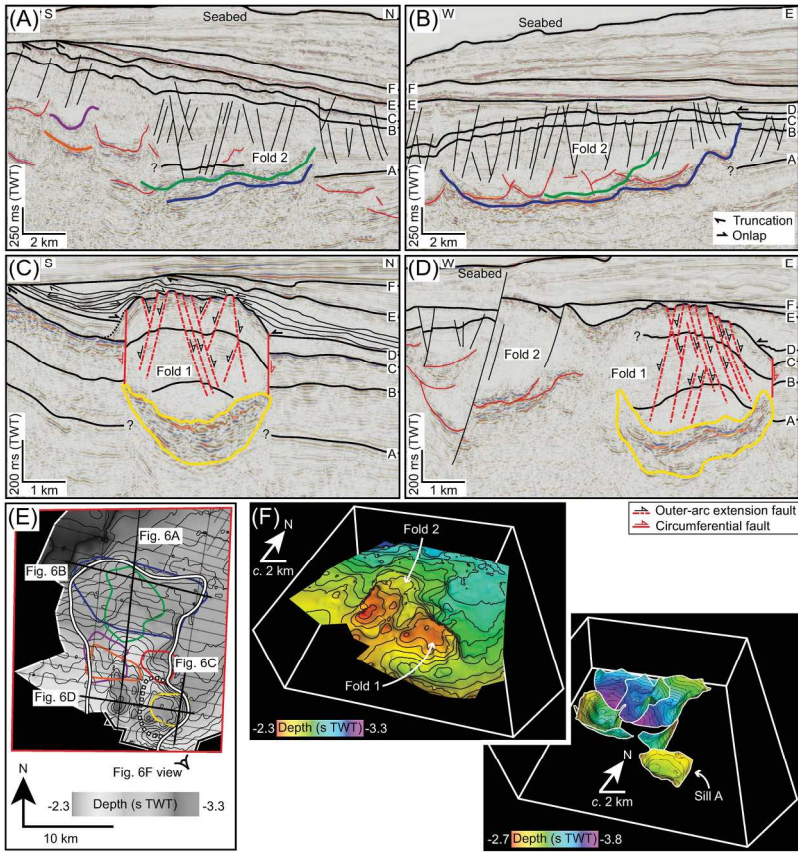 (A)
S
Seabed
N
F
E
C
B
Fold 2
?
A
250 ms (TWT)
2 km
(B)
W
Seabed
E
F
E
D
C
B
Fold 2
?
A
Truncation
Onlap
250 ms (TWT)
2 km
(C)
S
N
F
E
D
C
B
Fold 1
?
?
A
200 ms (TWT)
1 km
(D)
W
Seabed
E
F
E
?
Fold 2
D
Fold 1
C
B
A
200 ms (TWT)
1 km
Outer-arc extension fault
Circumferential fault
(E)
Fig. 6A
Fig. 6B
Fig. 6C
Fig. 6D
Fig. 6F view
N
-2.3 Depth (s TWT) -3.3
10 km
(F)
N
c. 2 km
Fold 2
Fold 1
-2.3 Depth (s TWT) -3.3
N
c. 2 km
Sill A
-2.7 Depth (s TWT) -3.8